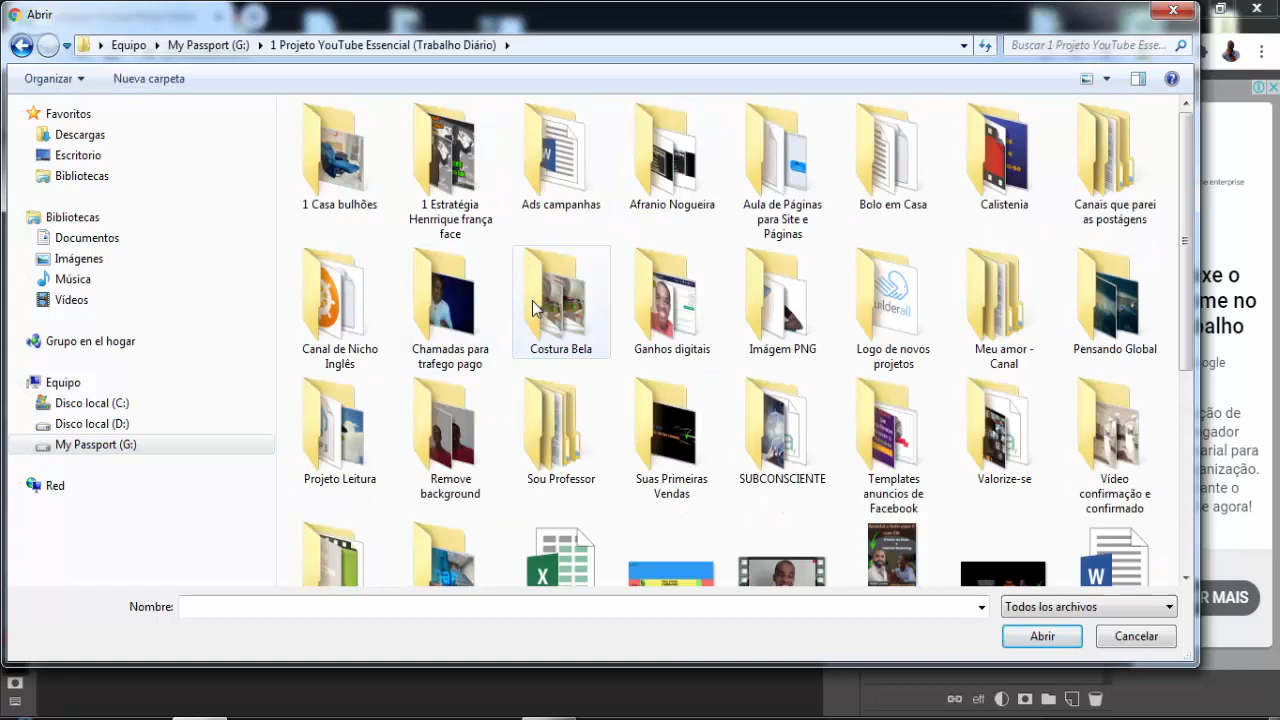 Abrir
Equipo
My Passport (G:)
1 Projeto YouTube Essencial (Trabalho Diário)
Buscar 1 Projeto YouTube Esse...
Organizar
Nueva carpeta
Favoritos
Descargas
Escritorio
Bibliotecas
Bibliotecas
Documentos
Imágenes
Música
Vídeos
Grupo en el hogar
Equipo
Disco local (C:)
Disco local (D:)
My Passport (G:)
Red
1 Casa bulhões
1 Estratégia
Henrrique frança
face
Ads campanhas
Afranio Nogueira
Aula de Páginas
para Site e
Páginas
Bolo em Casa
Calistenia
Canais que parei
as postágens
Canal de Nicho
Inglês
Chamadas para
trafego pago
Costura Bela
Ganhos digitais
Imágem PNG
Logo de novos
projetos
Meu amor -
Canal
Pensando Global
Projeto Leitura
Remove
background
Sou Professor
Suas Primeiras
Vendas
SUBCONSCIENTE
Templates
anuncios de
Facebook
Valorize-se
Vídeo
confirmação e
confirmado
Nombre:
Todos los archivos
Abrir
Cancelar
enterprise
xe o
me no
balho
ogle
ção de
egador
arial para
ganização.
ante o
e agora!
R MAIS
eff